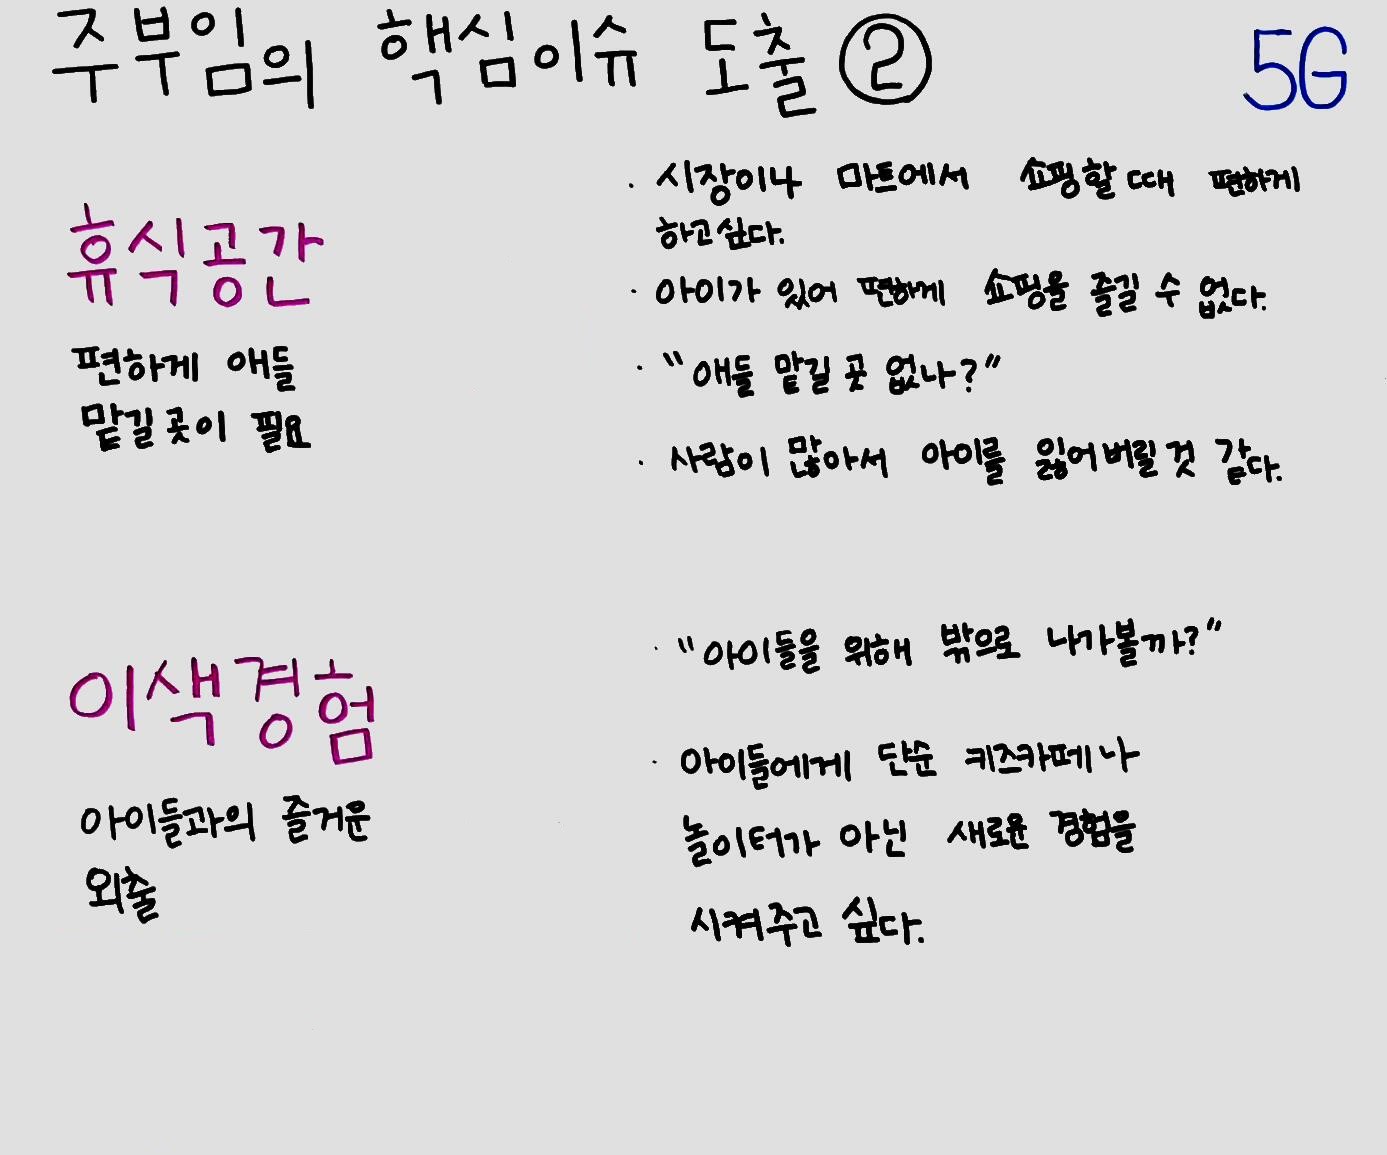 주부임의 핵심이슈 도출 ②
5G
휴식공간
편하게 애들
맡길곳이 필요
· 시장이나 마트에서 쇼핑할때 편하게
하고싶다.
· 아이가 있어 편하게 쇼핑을 즐길 수 없다.
· "애들 맡길 곳 없나?"
· 사람이 많아서 아이를 잃어버릴것 같다.
이색경험
아이들과의 즐거운
외출
· "아이들을 위해 밖으로 나가볼까?"
· 아이들에게 단순 키즈카페나
놀이터가 아닌 새로운 경험을
시켜주고 싶다.